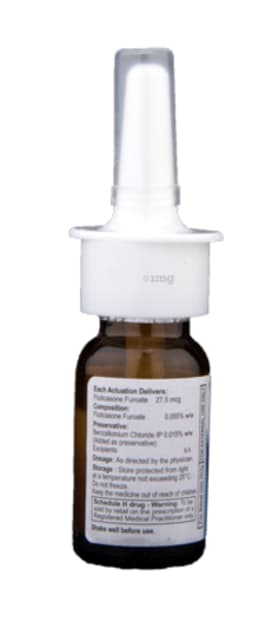 1mg
Each Actuation Delivers:
Fluticasone Furoate 27.5 mcg
Composition:
Fluticasone Furoate 0.055% w/w
Preservative:
Benzalkonium Chloride IP 0.015% w/w
(Added as preservative)
Excipients q.s.
Dosage: As directed by the physician.
Storage : Store protected from light
at a temperature not exceeding 25°C.
Do not freeze.
Keep the medicine out of reach of children
Schedule H drug - Warning: To be
sold by retail on the prescription of a
Registered Medical Practitioner only
Shake well before use.